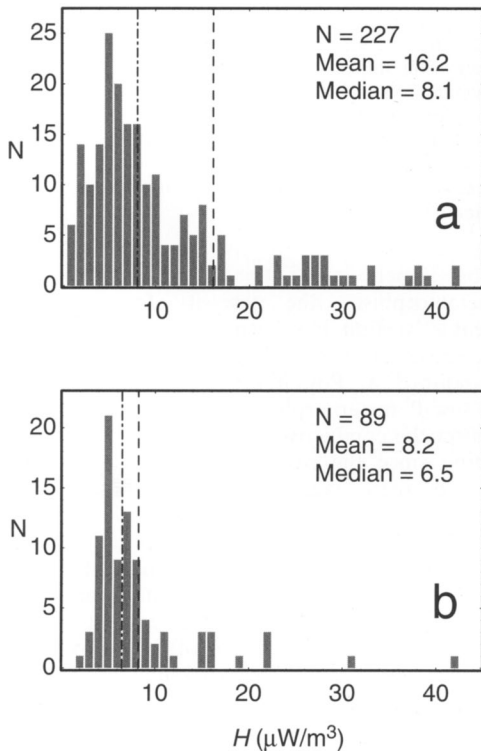 25
N = 227
Mean = 16.2
Median = 8.1
20
15
N
10
a
5
0
10 20 30 40
20
N = 89
Mean = 8.2
Median = 6.5
15
N
10
b
5
0
10 20 30 40
H (μW/m³)